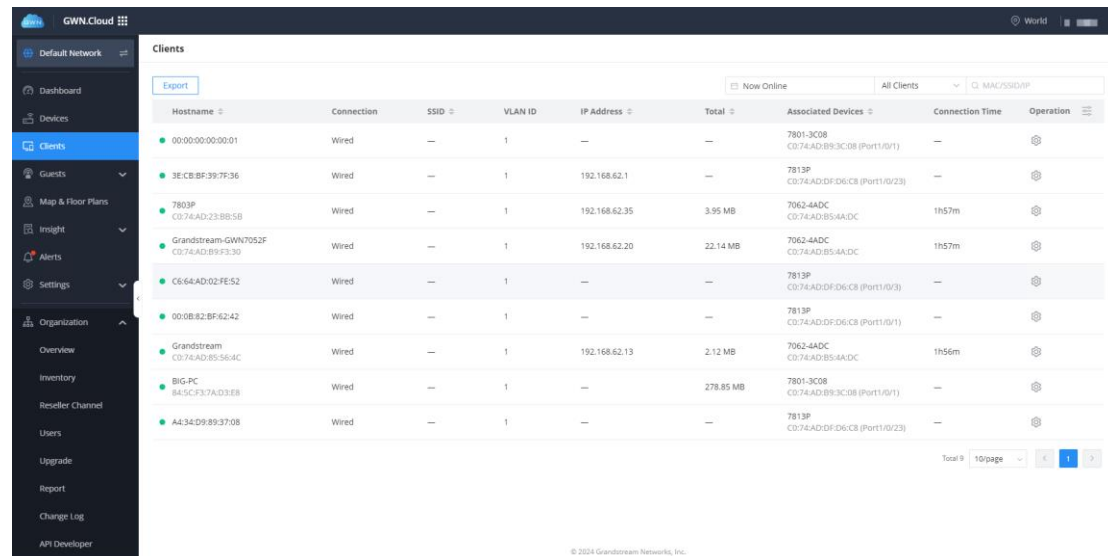 GWN
GWN.Cloud
World
Default Network
Dashboard
Devices
Clients
Guests
Map & Floor Plans
Insight
Alerts
Settings
Organization
Overview
Inventory
Reseller Channel
Users
Upgrade
Report
Change Log
API Developer
Clients
Export
Now Online
All Clients
MAC/SSID/IP
Hostname Connection SSID VLAN ID IP Address Total Associated Devices Connection Time Operation
00:00:00:00:00:01 Wired — 1 — — 7801-3C08 —
C0:74:AD:B9:3C:08 (Port1/0/1)
3E:CB:BF:39:7F:36 Wired — 1 192.168.62.1 — 7813P —
C0:74:AD:DF:D6:C8 (Port1/0/23)
7803P Wired — 1 192.168.62.35 3.95 MB 7062-4ADC 1h57m
C0:74:AD:23:BB:5B C0:74:AD:B5:4A:DC
Grandstream-GWN7052F Wired — 1 192.168.62.20 22.14 MB 7062-4ADC 1h57m
C0:74:AD:B9:F3:30 C0:74:AD:B5:4A:DC
C6:64:AD:02:FE:52 Wired — 1 — — 7813P —
C0:74:AD:DF:D6:C8 (Port1/0/3)
00:0B:82:BF:62:42 Wired — 1 — — 7813P —
C0:74:AD:DF:D6:C8 (Port1/0/1)
Grandstream Wired — 1 192.168.62.13 2.12 MB 7062-4ADC 1h56m
C0:74:AD:85:56:4C C0:74:AD:B5:4A:DC
BIG-PC Wired — 1 — 278.85 MB 7801-3C08 —
84:5C:F3:7A:D3:E8 C0:74:AD:B9:3C:08 (Port1/0/1)
A4:34:D9:89:37:08 Wired — 1 — — 7813P —
C0:74:AD:DF:D6:C8 (Port1/0/23)
Total 9 10/page < 1 >
© 2024 Grandstream Networks, Inc.